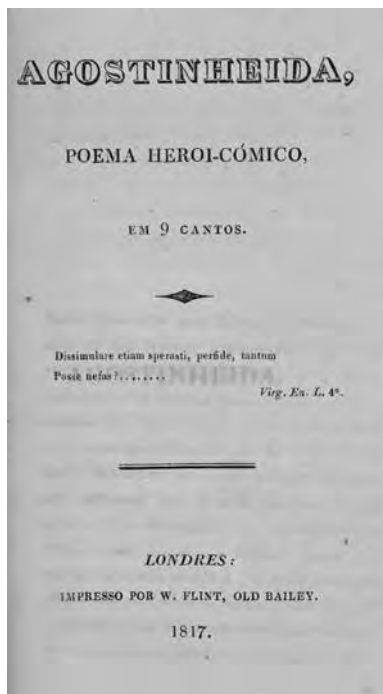 AGOSTINHEIDA,
POEMA HEROI-CÓMICO,
EM 9 CANTOS.
Dissimulare etiam sperasti, perfide, tantum
Posse nefas?........
Virg. En. L. 4º.
LONDRES:
IMPRESSO POR W. FLINT, OLD BAILEY.
1817.